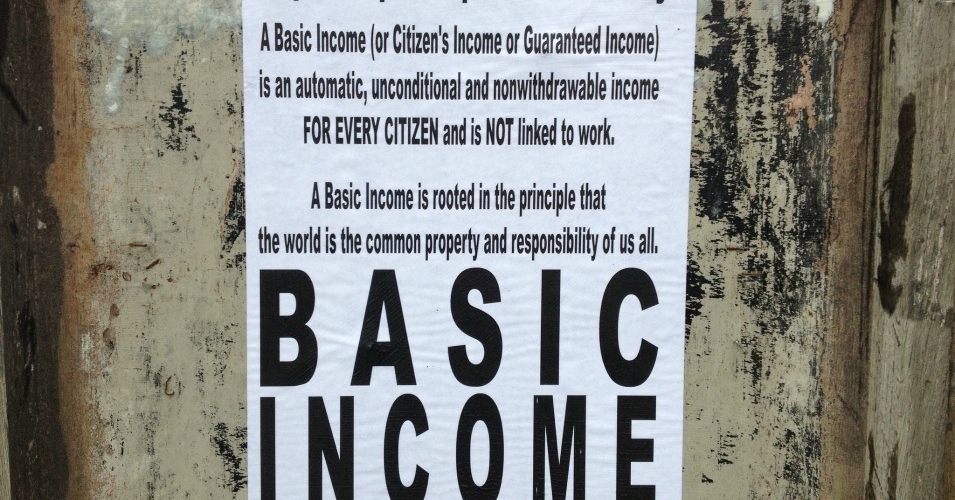 A Basic Income (or Citizen's Income or Guaranteed Income)
is an automatic, unconditional and nonwithdrawable income
FOR EVERY CITIZEN and is NOT linked to work.
A Basic Income is rooted in the principle that
the world is the common property and responsibility of us all.
BASIC
INCOME